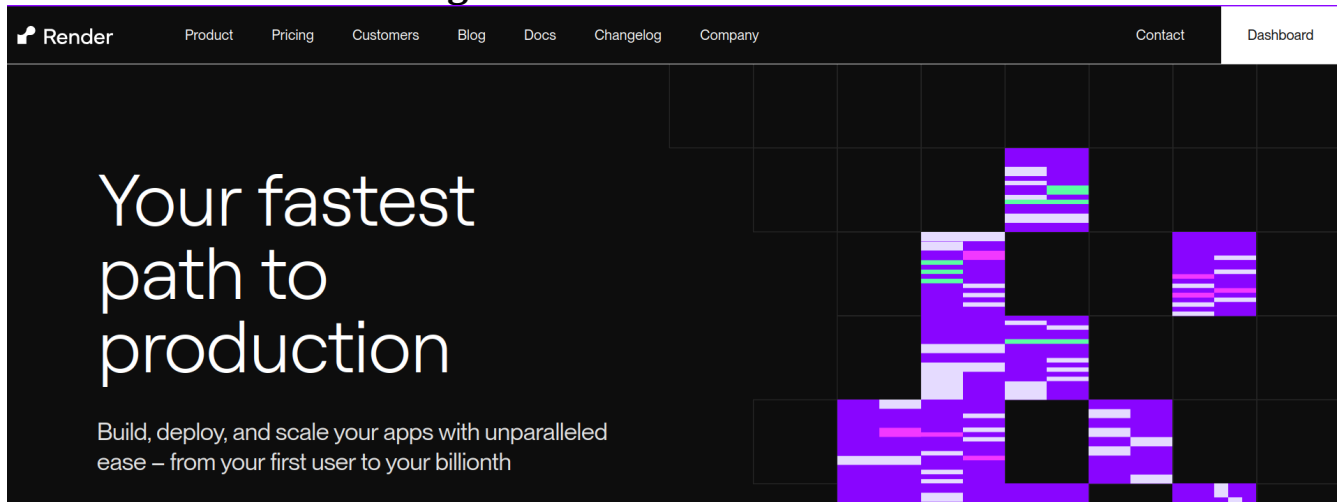 Render Product Pricing Customers Blog Docs Changelog Company Contact Dashboard
Your fastest
path to
production
Build, deploy, and scale your apps with unparalleled
ease – from your first user to your billionth